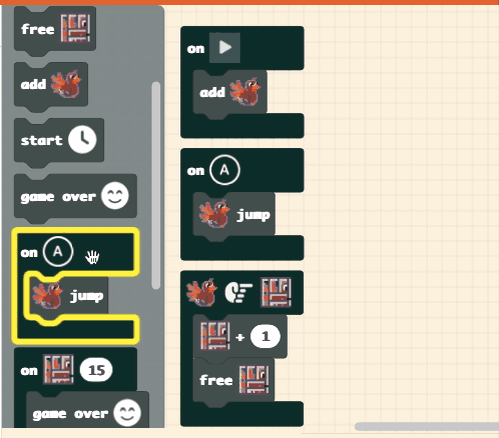 free
add
start
game over
on A
jump
on 15
game over
on
add
on A
jump
+ 1
free